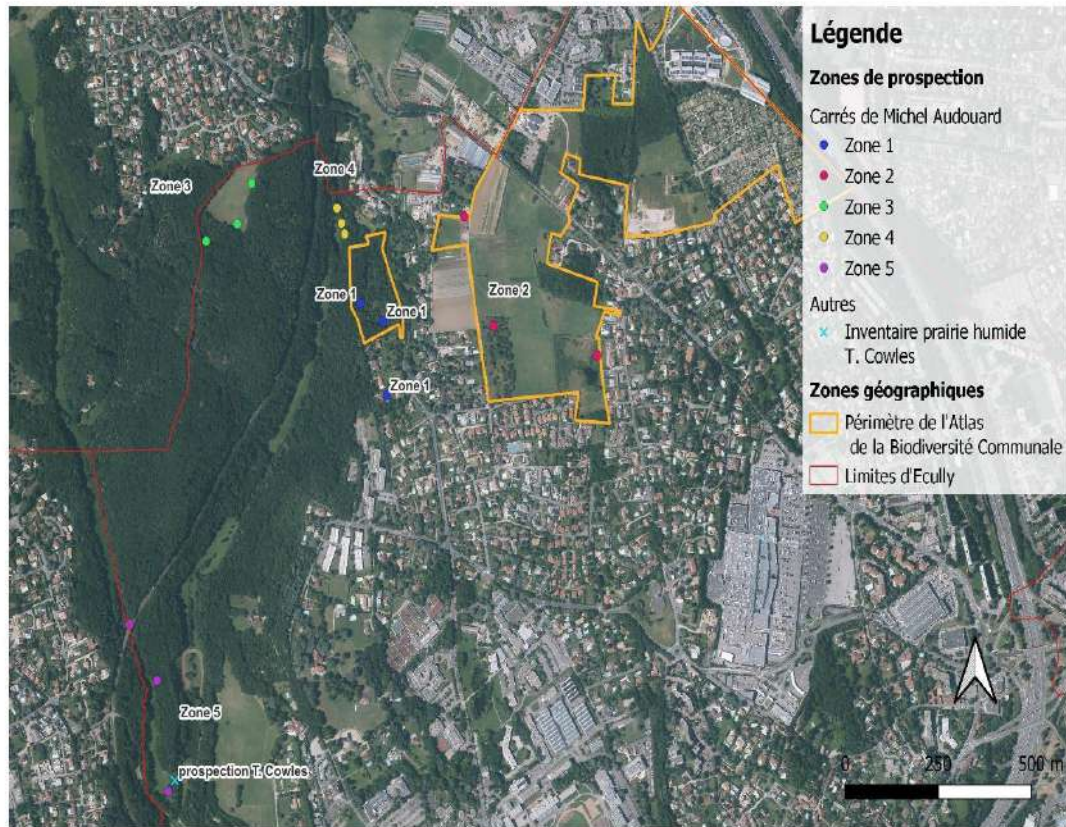 Légende
Zones de prospection
Carrés de Michel Audouard
Zone 1
Zone 2
Zone 3
Zone 4
Zone 5
Autres
Inventaire prairie humide
T. Cowles
Zones géographiques
Périmètre de l'Atlas
de la Biodiversité Communale
Limites d'Ecully
Zone 4
Zone 3
Zone 1
Zone 1
Zone 2
Zone 1
Zone 5
prospection T. Cowles
0 250 500 m